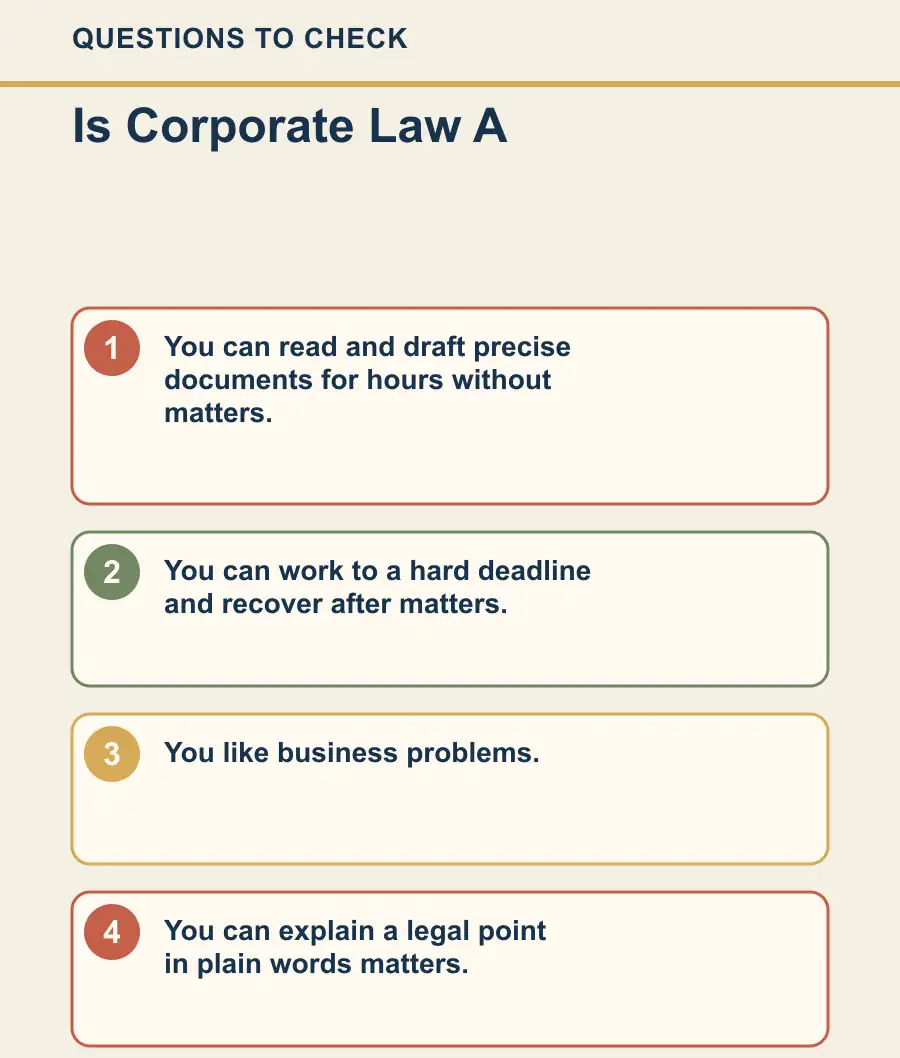 QUESTIONS TO CHECK
Is Corporate Law A
1
You can read and draft precise
documents for hours without
matters.
2
You can work to a hard deadline
and recover after matters.
3
You like business problems.
4
You can explain a legal point
in plain words matters.